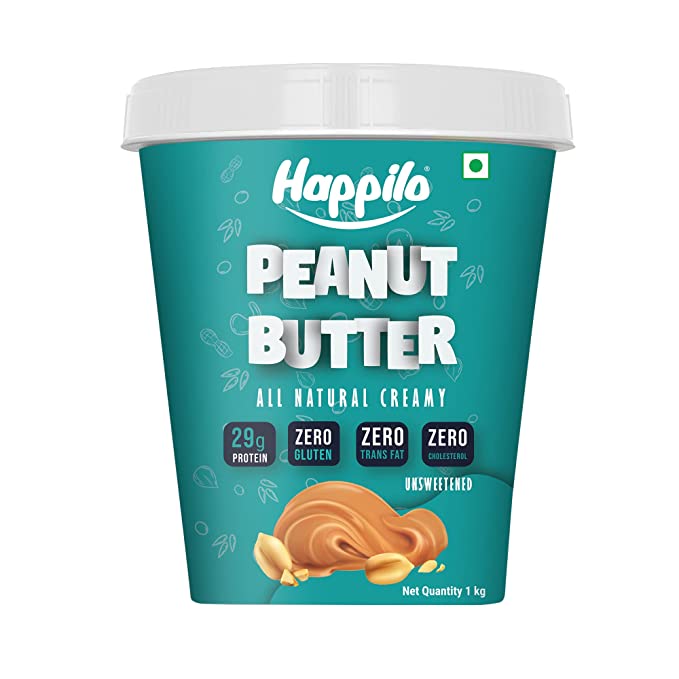 Happilo®
PEANUT
BUTTER
ALL NATURAL CREAMY
29g
PROTEIN
ZERO
GLUTEN
ZERO
TRANS FAT
ZERO
CHOLESTEROL
UNSWEETENED
Net Quantity 1 kg